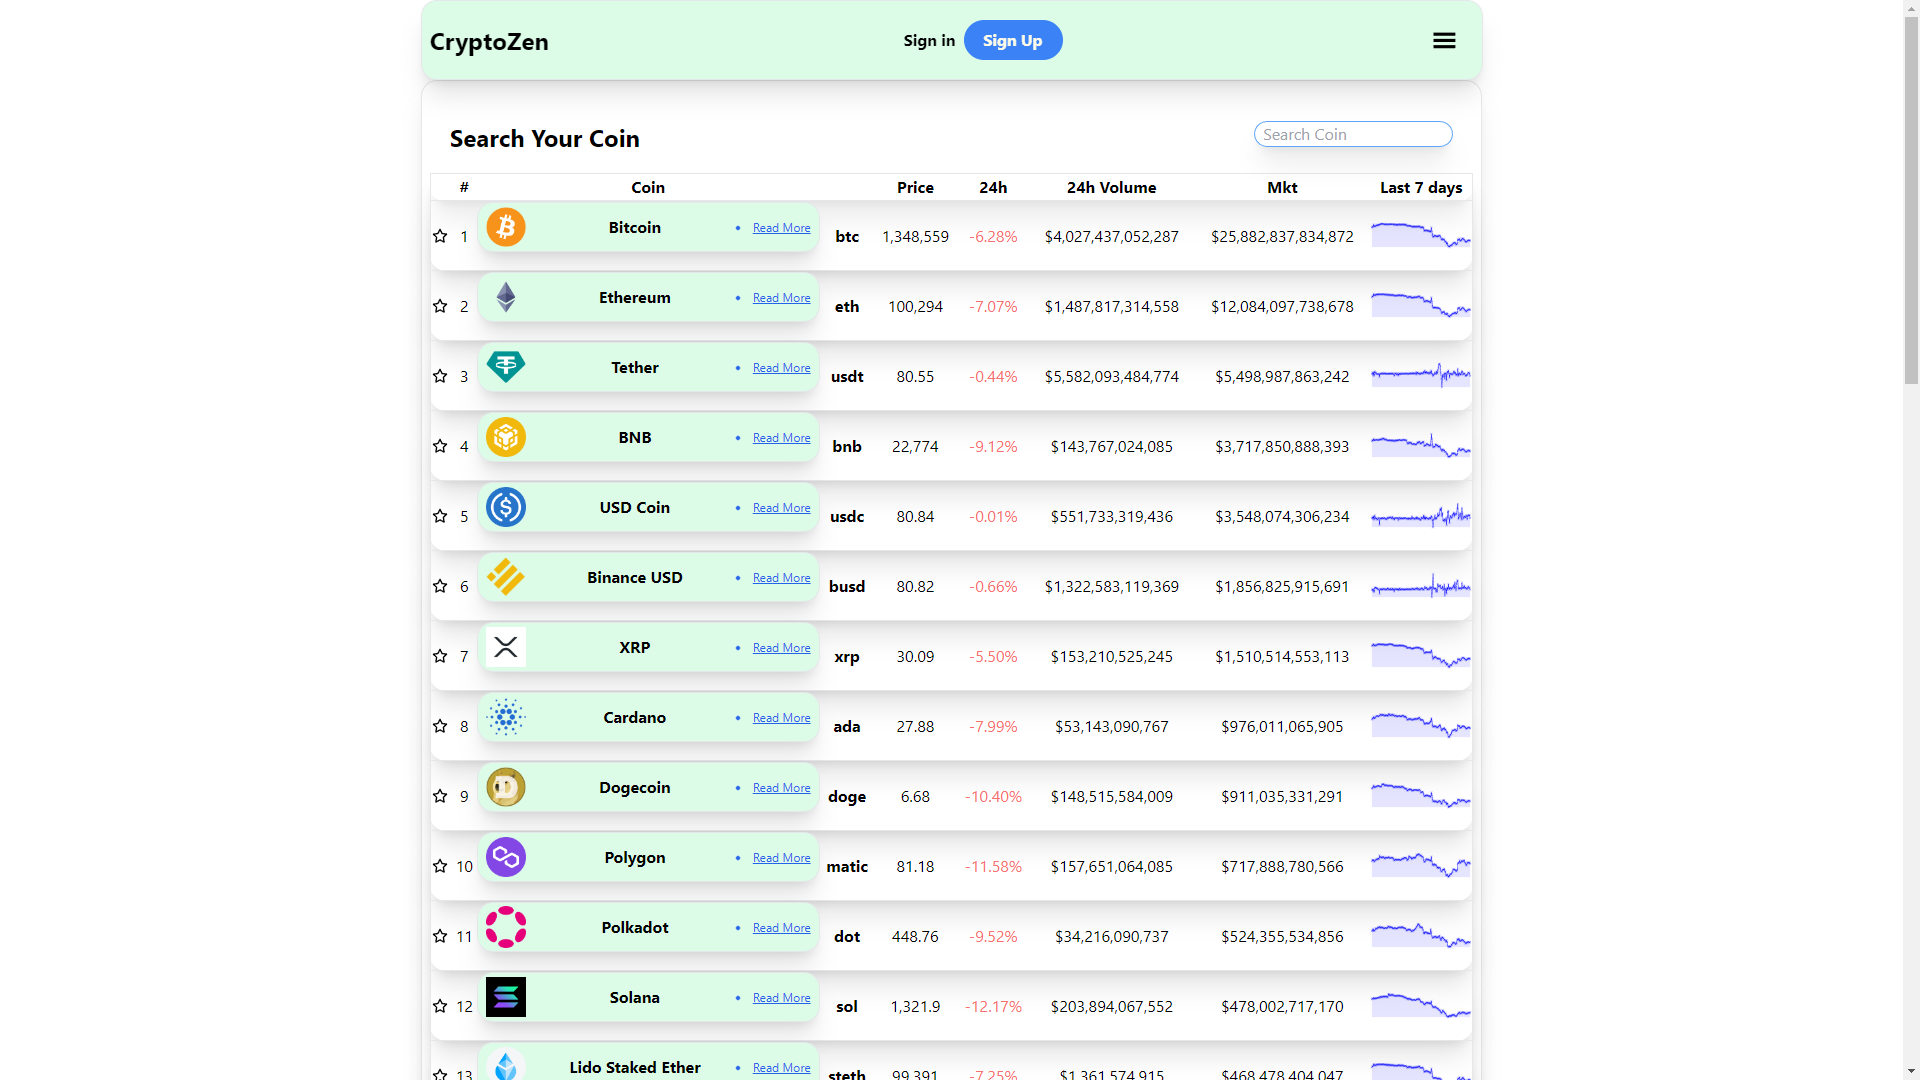 CryptoZen Sign in Sign Up
Search Your Coin Search Coin
# Coin Price 24h 24h Volume Mkt Last 7 days
1 Bitcoin • Read More btc 1,348,559 -6.28% $4,027,437,052,287 $25,882,837,834,872
2 Ethereum • Read More eth 100,294 -7.07% $1,487,817,314,558 $12,084,097,738,678
3 Tether • Read More usdt 80.55 -0.44% $5,582,093,484,774 $5,498,987,863,242
4 BNB • Read More bnb 22,774 -9.12% $143,767,024,085 $3,717,850,888,393
5 USD Coin • Read More usdc 80.84 -0.01% $551,733,319,436 $3,548,074,306,234
6 Binance USD • Read More busd 80.82 -0.66% $1,322,583,119,369 $1,856,825,915,691
7 XRP • Read More xrp 30.09 -5.50% $153,210,525,245 $1,510,514,553,113
8 Cardano • Read More ada 27.88 -7.99% $53,143,090,767 $976,011,065,905
9 Dogecoin • Read More doge 6.68 -10.40% $148,515,584,009 $911,035,331,291
10 Polygon • Read More matic 81.18 -11.58% $157,651,064,085 $717,888,780,566
11 Polkadot • Read More dot 448.76 -9.52% $34,216,090,737 $524,355,534,856
12 Solana • Read More sol 1,321.9 -12.17% $203,894,067,552 $478,002,717,170
13 Lido Staked Ether • Read More steth 99,391 -7.25% $1,361,574,915 $468,478,404,047